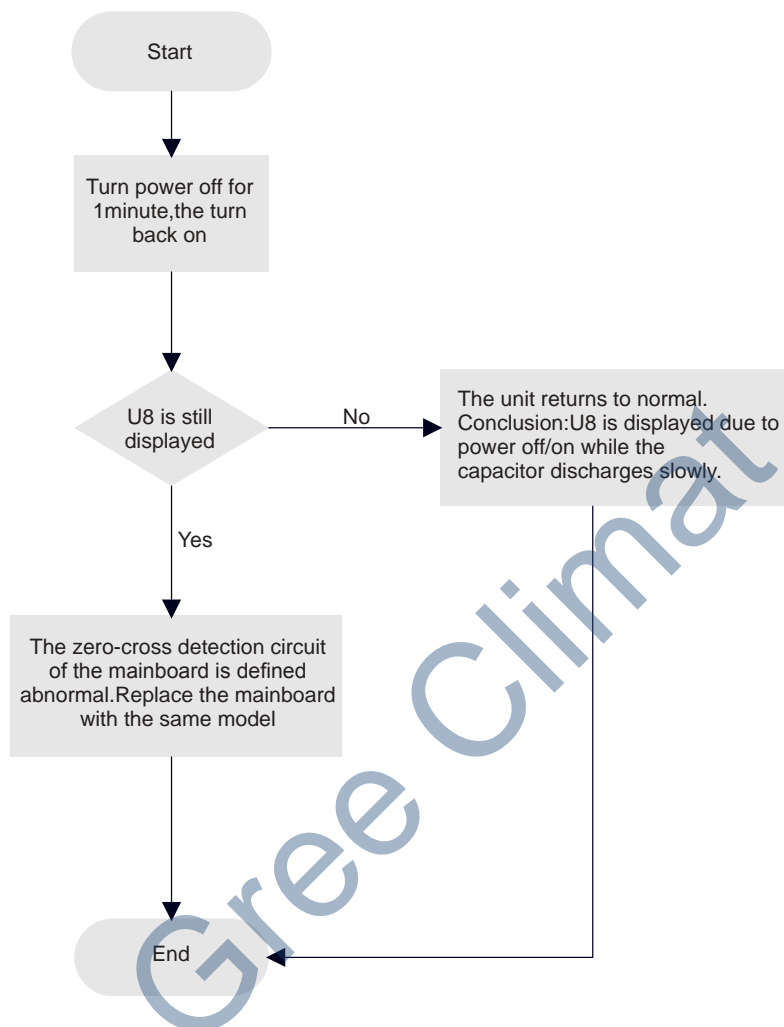 Start
Turn power off for
1minute,the turn
back on
U8 is still
displayed
No
The unit returns to normal.
Conclusion:U8 is displayed due to
power off/on while the
capacitor discharges slowly.
Yes
The zero-cross detection circuit
of the mainboard is defined
abnormal.Replace the mainboard
with the same model
End
Gree Climat